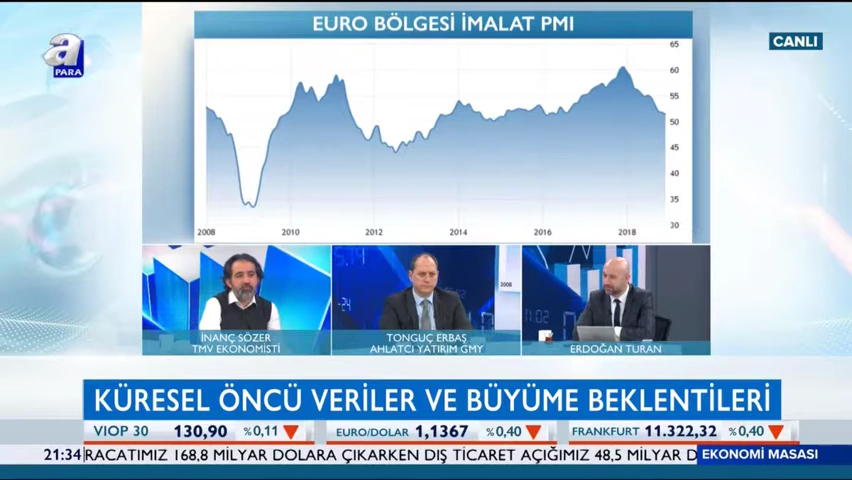 EURO BÖLGESİ İMALAT PMI
a
PARA
CANLI
65
60
55
50
45
40
35
30
2008
2010
2012
2014
2016
2018
2008
-24
11:02
İNANÇ SÖZER
TMV EKONOMİSTİ
TONGUÇ ERBAŞ
AHLATCI YATIRIM GMY
ERDOĞAN TURAN
KÜRESEL ÖNCÜ VERİLER VE BÜYÜME BEKLENTİLERİ
VIOP 30 130,90 %0,11
EURO/DOLAR 1,1367 %0,40
FRANKFURT 11.322,32 %0,40
21:34 RACATIMIZ 168,8 MİLYAR DOLARA ÇIKARKEN DIŞ TİCARET AÇIĞIMIZ 48,5 MİLYAR D
EKONOMİ MASASI